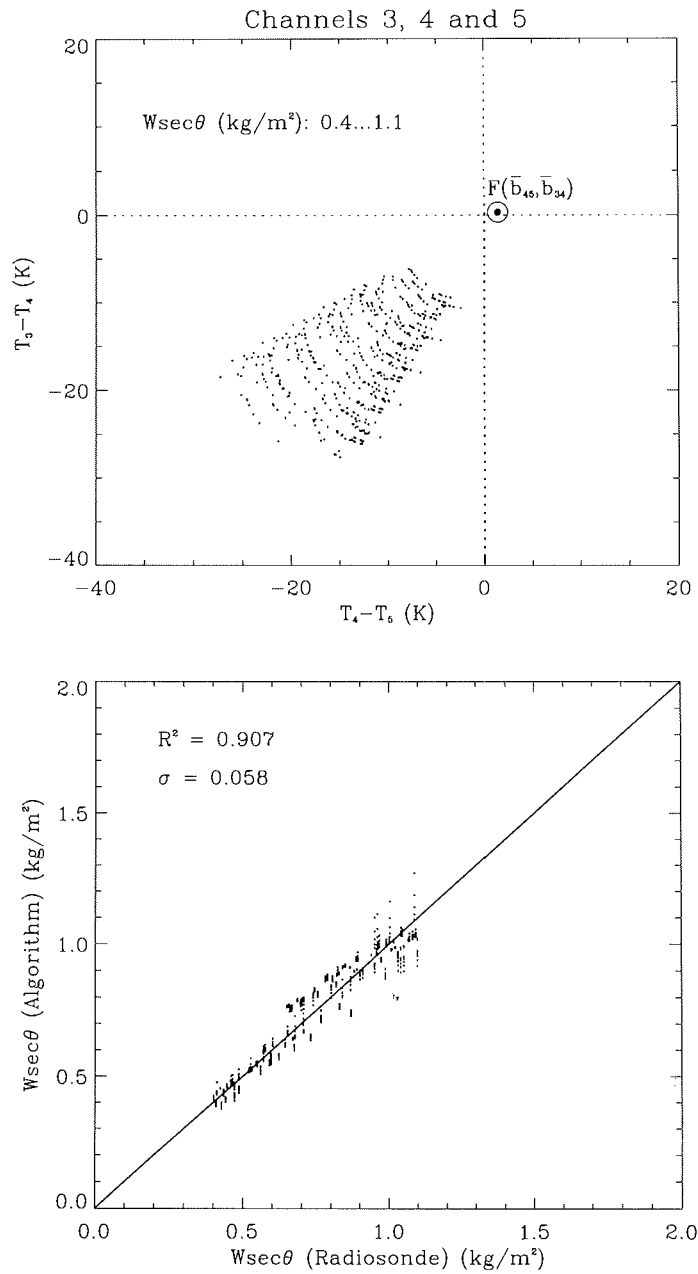 Channels 3, 4 and 5
20
Wsecθ (kg/m²): 0.4...1.1
F(b̅₄₅,b̅₃₄)
0
T₃−T₄ (K)
−20
−40
−40 −20 0 20
T₄−T₅ (K)
2.0
R² = 0.907
σ = 0.058
1.5
Wsecθ (Algorithm) (kg/m²)
1.0
0.5
0.0
0.0 0.5 1.0 1.5 2.0
Wsecθ (Radiosonde) (kg/m²)